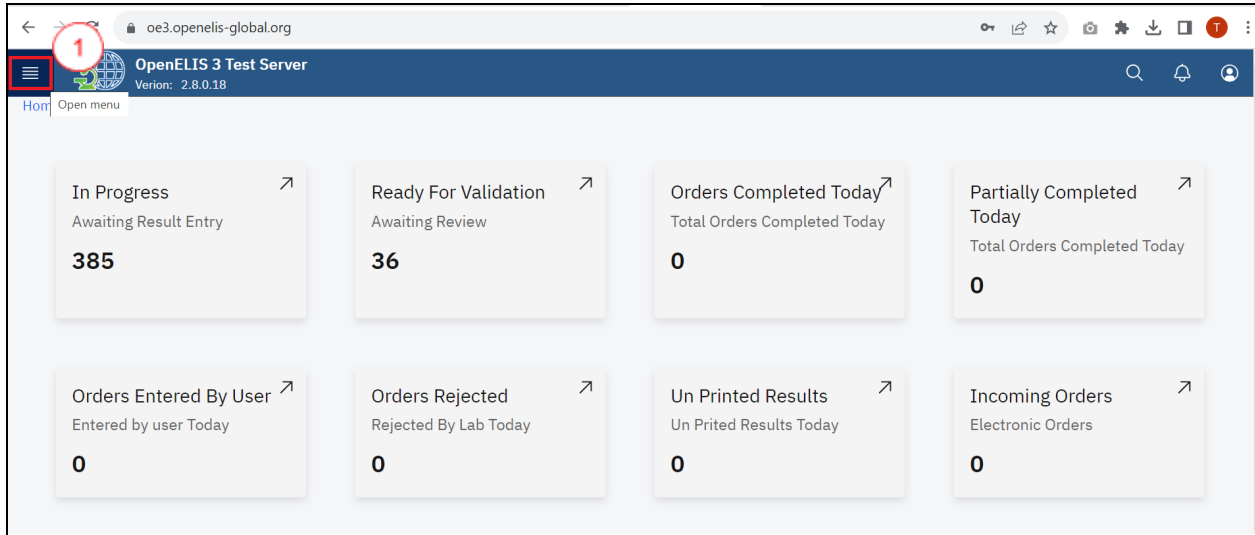 oe3.openelis-global.org
T
1
OpenELIS 3 Test Server
Verion: 2.8.0.18
Hom
Open menu
In Progress
Awaiting Result Entry
385
Ready For Validation
Awaiting Review
36
Orders Completed Today
Total Orders Completed Today
0
Partially Completed
Today
Total Orders Completed Today
0
Orders Entered By User
Entered by user Today
0
Orders Rejected
Rejected By Lab Today
0
Un Printed Results
Un Prited Results Today
0
Incoming Orders
Electronic Orders
0